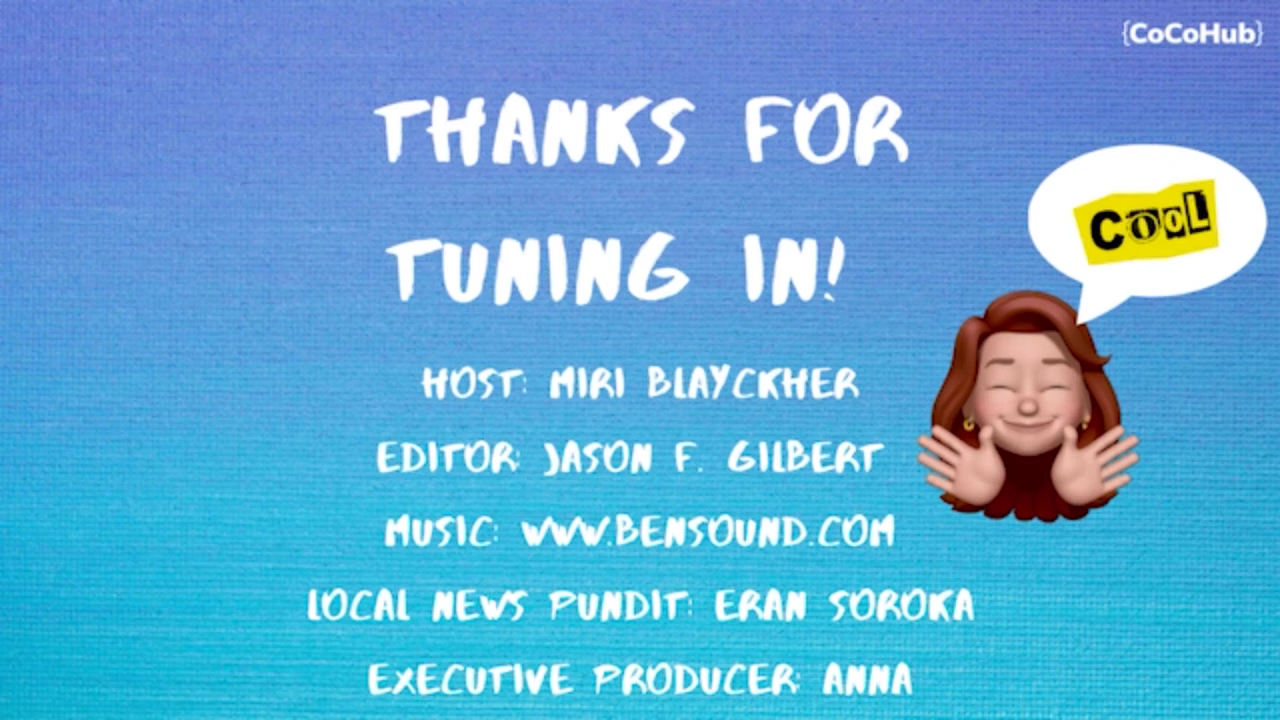 {CoCoHub}
THANKS FOR
TUNING IN!
COOL
HOST: MIRI BLAYCKHER
EDITOR: JASON F. GILBERT
MUSIC: WWW.BENSOUND.COM
LOCAL NEWS PUNDIT: ERAN SOROKA
EXECUTIVE PRODUCER: ANNA